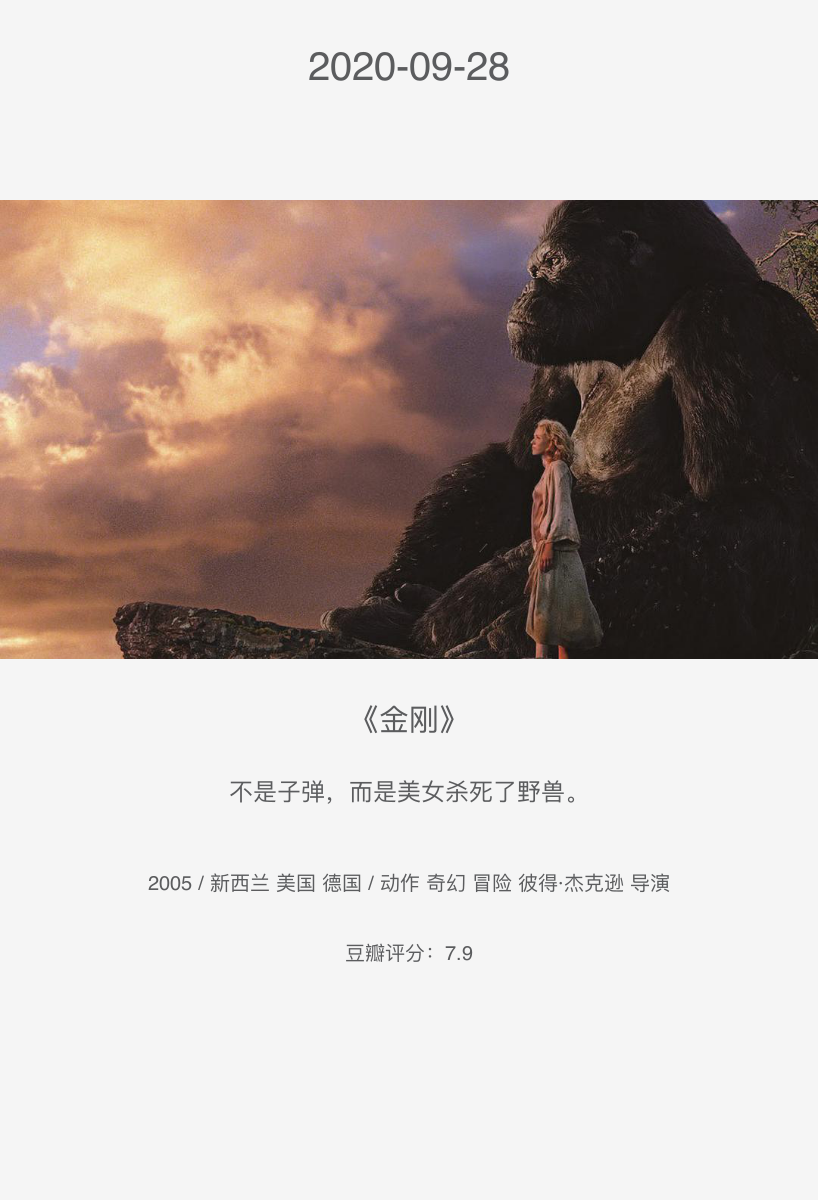 2020-09-28
《金刚》
不是子弹，而是美女杀死了野兽。
2005 / 新西兰 美国 德国 / 动作 奇幻 冒险 彼得·杰克逊 导演
豆瓣评分：7.9